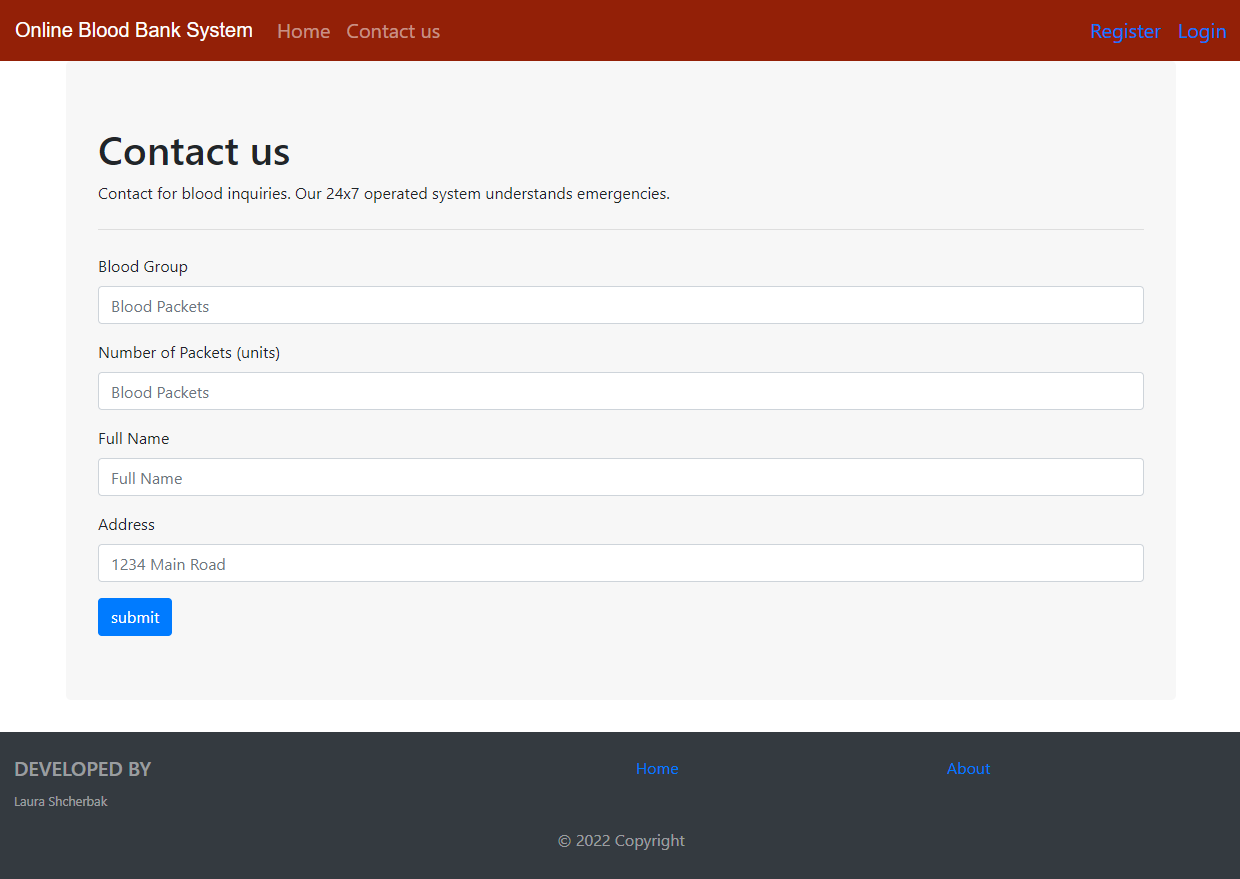 Online Blood Bank System Home Contact us Register Login
Contact us
Contact for blood inquiries. Our 24x7 operated system understands emergencies.
Blood Group
Blood Packets
Number of Packets (units)
Blood Packets
Full Name
Full Name
Address
1234 Main Road
submit
DEVELOPED BY Home About
Laura Shcherbak
© 2022 Copyright